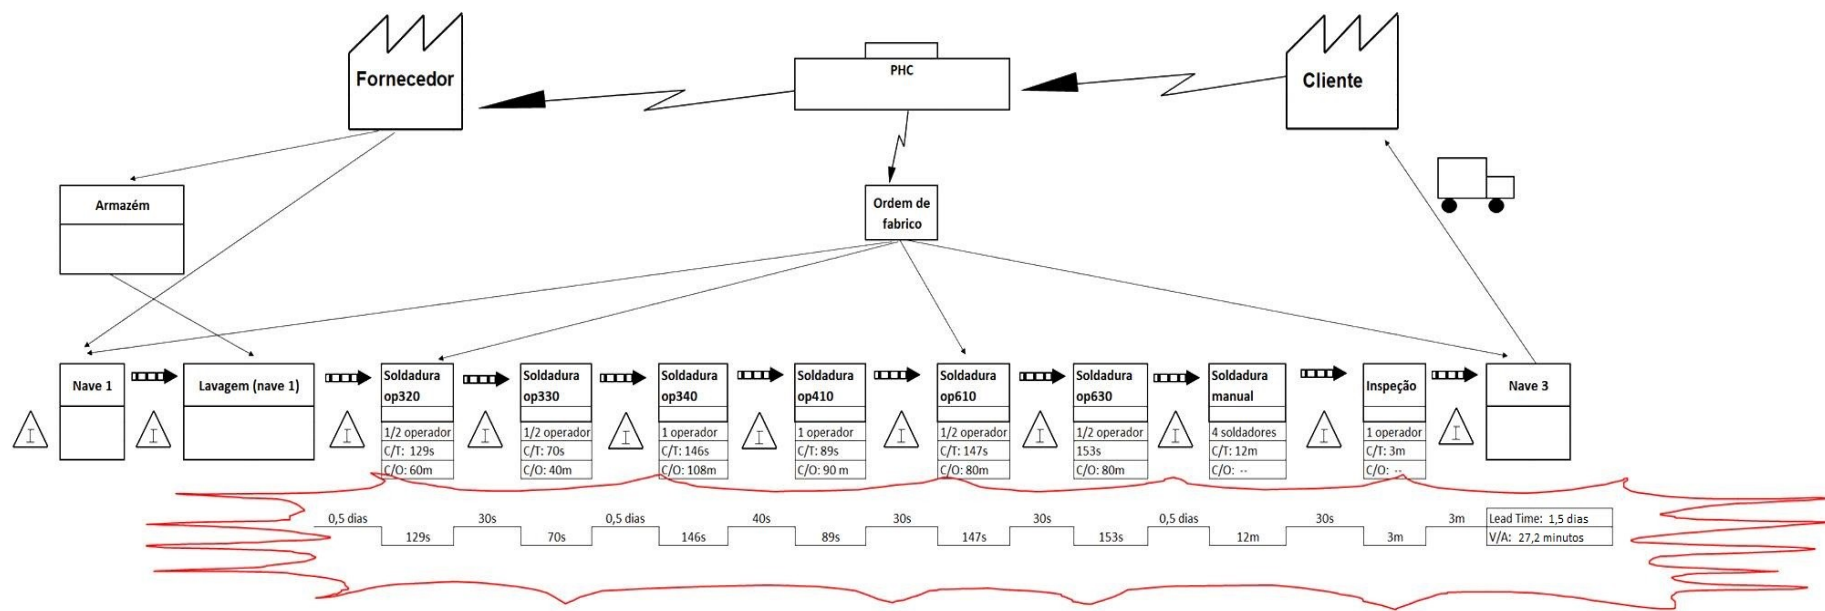 Fornecedor
PHC
Cliente
Armazém
Ordem de
fabrico
Nave 1
Lavagem (nave 1)
Soldadura
op320
1/2 operador
C/T: 129s
C/O: 60m
Soldadura
op330
1/2 operador
C/T: 70s
C/O: 40m
Soldadura
op340
1 operador
C/T: 146s
C/O: 108m
Soldadura
op410
1 operador
C/T: 89s
C/O: 90 m
Soldadura
op610
1/2 operador
C/T: 147s
C/O: 80m
Soldadura
op630
1/2 operador
153s
C/O: 80m
Soldadura
manual
4 soldadores
C/T: 12m
C/O: --
Inspeção
1 operador
C/T: 3m
C/O: --
Nave 3
I
I
I
I
I
I
I
I
I
I
I
0,5 dias
129s
30s
70s
0,5 dias
146s
40s
89s
30s
147s
30s
153s
0,5 dias
12m
30s
3m
3m
Lead Time: 1,5 dias
V/A: 27,2 minutos